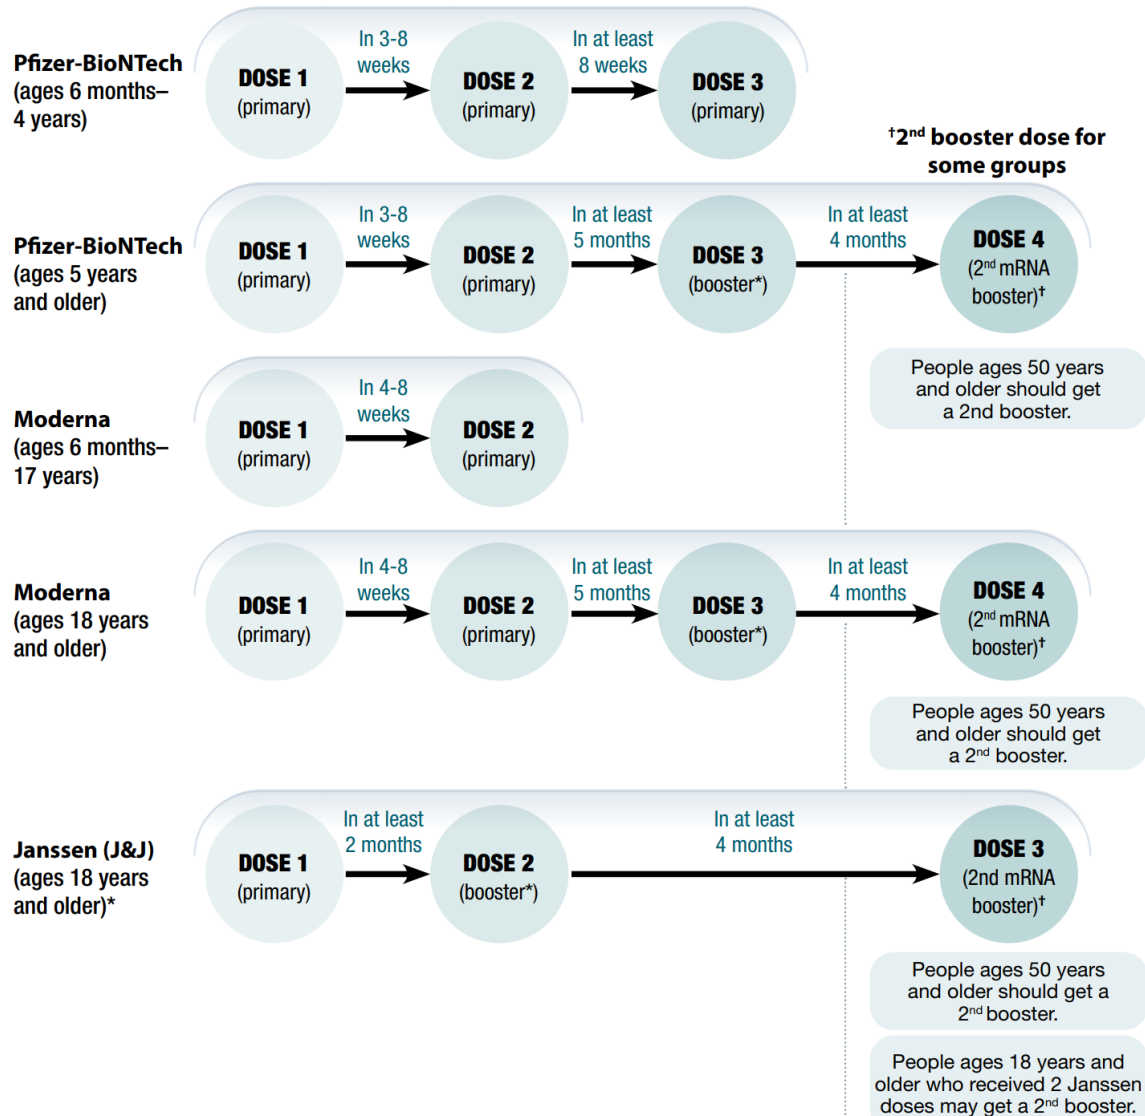 Pfizer-BioNTech
(ages 6 months–
4 years)
DOSE 1
(primary)
In 3-8
weeks
DOSE 2
(primary)
In at least
8 weeks
DOSE 3
(primary)
†2nd booster dose for
some groups
Pfizer-BioNTech
(ages 5 years
and older)
DOSE 1
(primary)
In 3-8
weeks
DOSE 2
(primary)
In at least
5 months
DOSE 3
(booster*)
In at least
4 months
DOSE 4
(2nd mRNA
booster)†
People ages 50 years
and older should get
a 2nd booster.
Moderna
(ages 6 months–
17 years)
DOSE 1
(primary)
In 4-8
weeks
DOSE 2
(primary)
Moderna
(ages 18 years
and older)
DOSE 1
(primary)
In 4-8
weeks
DOSE 2
(primary)
In at least
5 months
DOSE 3
(booster*)
In at least
4 months
DOSE 4
(2nd mRNA
booster)†
People ages 50 years
and older should get
a 2nd booster.
Janssen (J&J)
(ages 18 years
and older)*
DOSE 1
(primary)
In at least
2 months
DOSE 2
(booster*)
In at least
4 months
DOSE 3
(2nd mRNA
booster)†
People ages 50 years
and older should get a
2nd booster.
People ages 18 years and
older who received 2 Janssen
doses may get a 2nd booster.